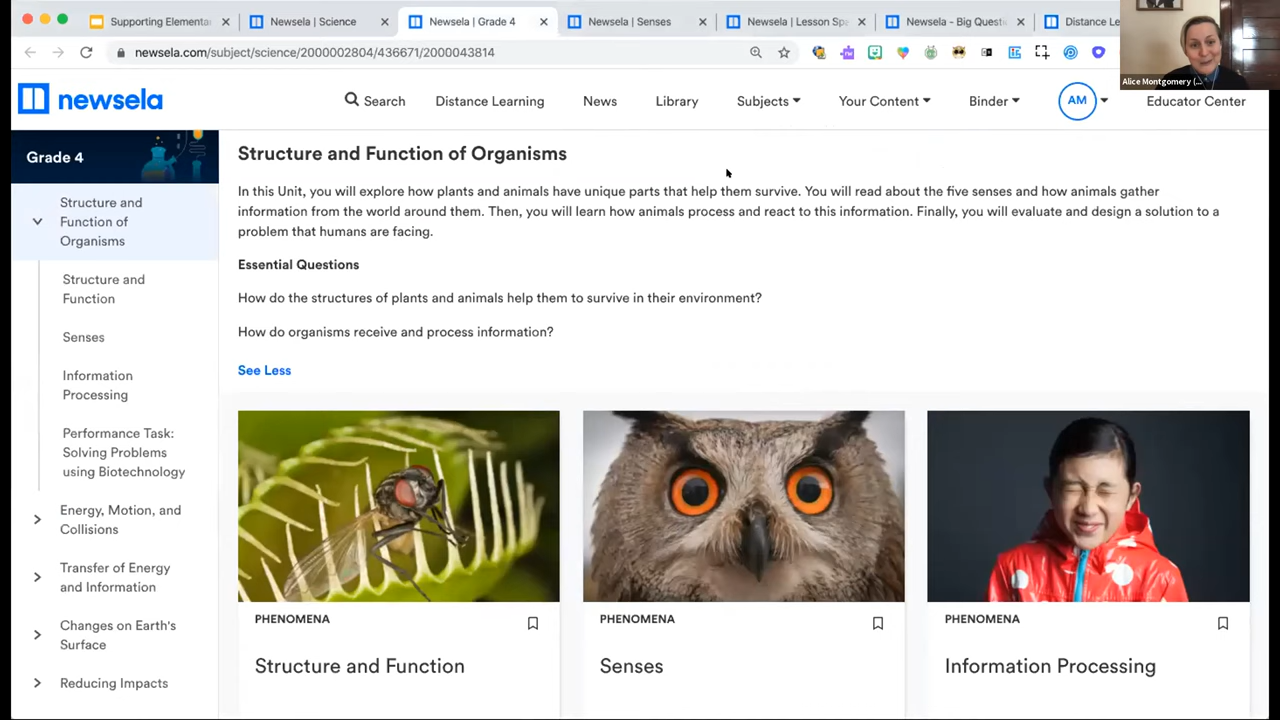 Supporting Elementa
Newsela | Science
Newsela | Grade 4
Newsela | Senses
Newsela | Lesson Spa
Newsela - Big Questi
Distance Le
newsela.com/subject/science/2000002804/436671/2000043814
Alice Montgomery (...
newsela
Search
Distance Learning
News
Library
Subjects
Your Content
Binder
AM
Educator Center
Grade 4
Structure and
Function of
Organisms
Structure and
Function
Senses
Information
Processing
Performance Task:
Solving Problems
using Biotechnology
Energy, Motion, and
Collisions
Transfer of Energy
and Information
Changes on Earth's
Surface
Reducing Impacts
Structure and Function of Organisms
In this Unit, you will explore how plants and animals have unique parts that help them survive. You will read about the five senses and how animals gather
information from the world around them. Then, you will learn how animals process and react to this information. Finally, you will evaluate and design a solution to a
problem that humans are facing.
Essential Questions
How do the structures of plants and animals help them to survive in their environment?
How do organisms receive and process information?
See Less
PHENOMENA
Structure and Function
PHENOMENA
Senses
PHENOMENA
Information Processing